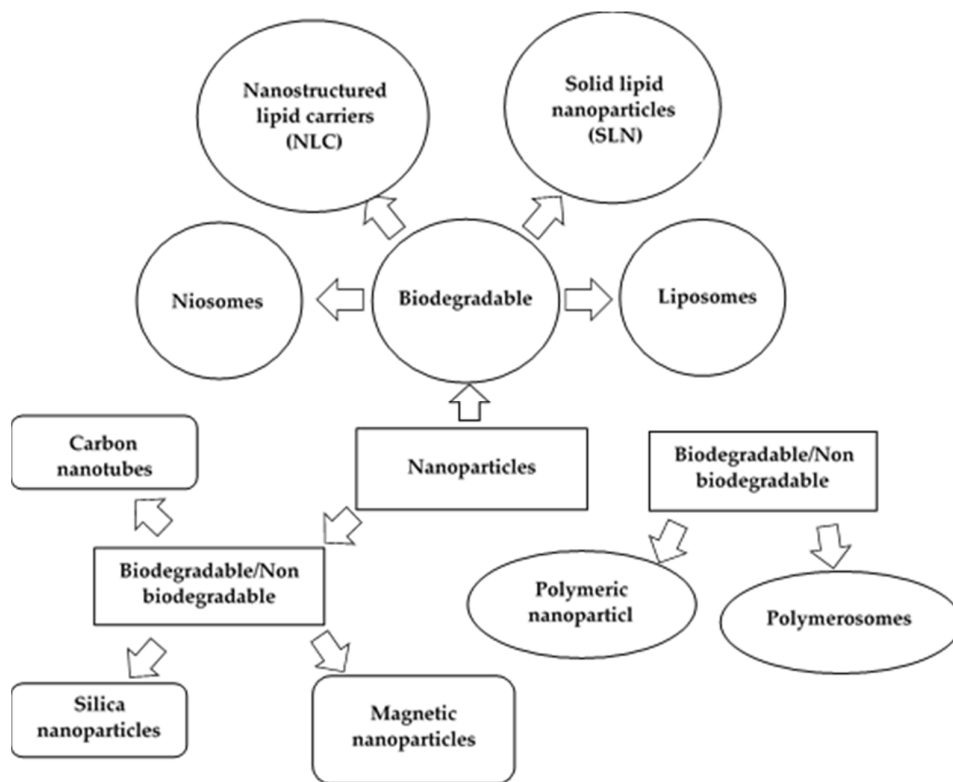 Nanostructured
lipid carriers
(NLC)
Solid lipid
nanoparticles
(SLN)
Niosomes
Biodegradable
Liposomes
Carbon
nanotubes
Nanoparticles
Biodegradable/Non
biodegradable
Biodegradable/Non
biodegradable
Polymeric
nanoparticl
Polymerosomes
Silica
nanoparticles
Magnetic
nanoparticles